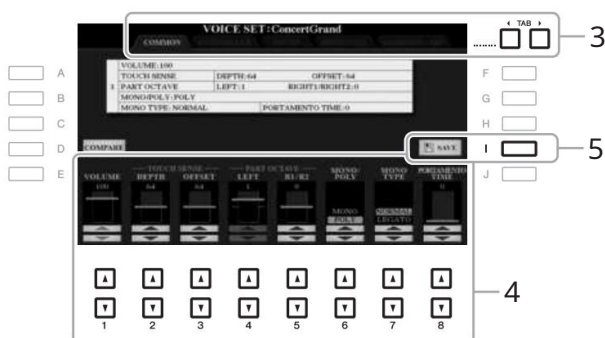 VOICE SET:ConcertGrand
COMMON
TAB
3
VOLUME:100
TOUCH SENSE DEPTH:64 OFFSET:64
1 PART OCTAVE LEFT:1 RIGHT1/RIGHT2:0
MONO/POLY:POLY
MONO TYPE:NORMAL PORTAMENTO TIME:0
A F
B G
C H
D COMPARE SAVE I 5
E J
TOUCH SENSE PART OCTAVE
VOLUME DEPTH OFFSET LEFT R1/R2 MONO/POLY MONO TYPE PORTAMENTO TIME
100 64 64 1 0 0
MONO NORMAL
POLY LEGATO
4
1 2 3 4 5 6 7 8